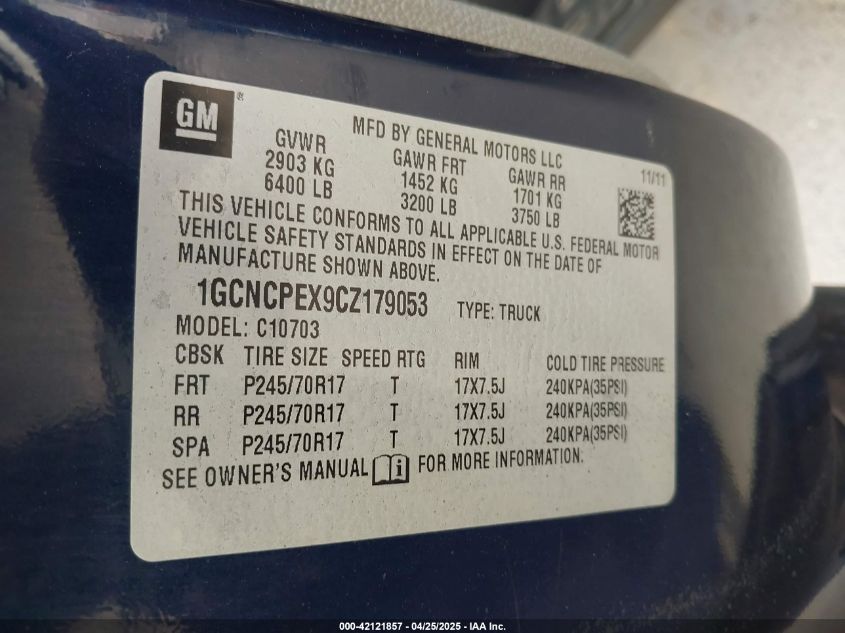 GM®
MFD BY GENERAL MOTORS LLC
11/11
GVWR GAWR FRT GAWR RR
2903 KG 1452 KG 1701 KG
6400 LB 3200 LB 3750 LB
THIS VEHICLE CONFORMS TO ALL APPLICABLE U.S. FEDERAL MOTOR
VEHICLE SAFETY STANDARDS IN EFFECT ON THE DATE OF
MANUFACTURE SHOWN ABOVE.
1GCNCPEX9CZ179053 TYPE: TRUCK
MODEL: C10703
CBSK TIRE SIZE SPEED RTG RIM COLD TIRE PRESSURE
FRT P245/70R17 T 17X7.5J 240KPA(35PSI)
RR P245/70R17 T 17X7.5J 240KPA(35PSI)
SPA P245/70R17 T 17X7.5J 240KPA(35PSI)
SEE OWNER'S MANUAL i FOR MORE INFORMATION.
000-42121857 - 04/25/2025 - IAA Inc.